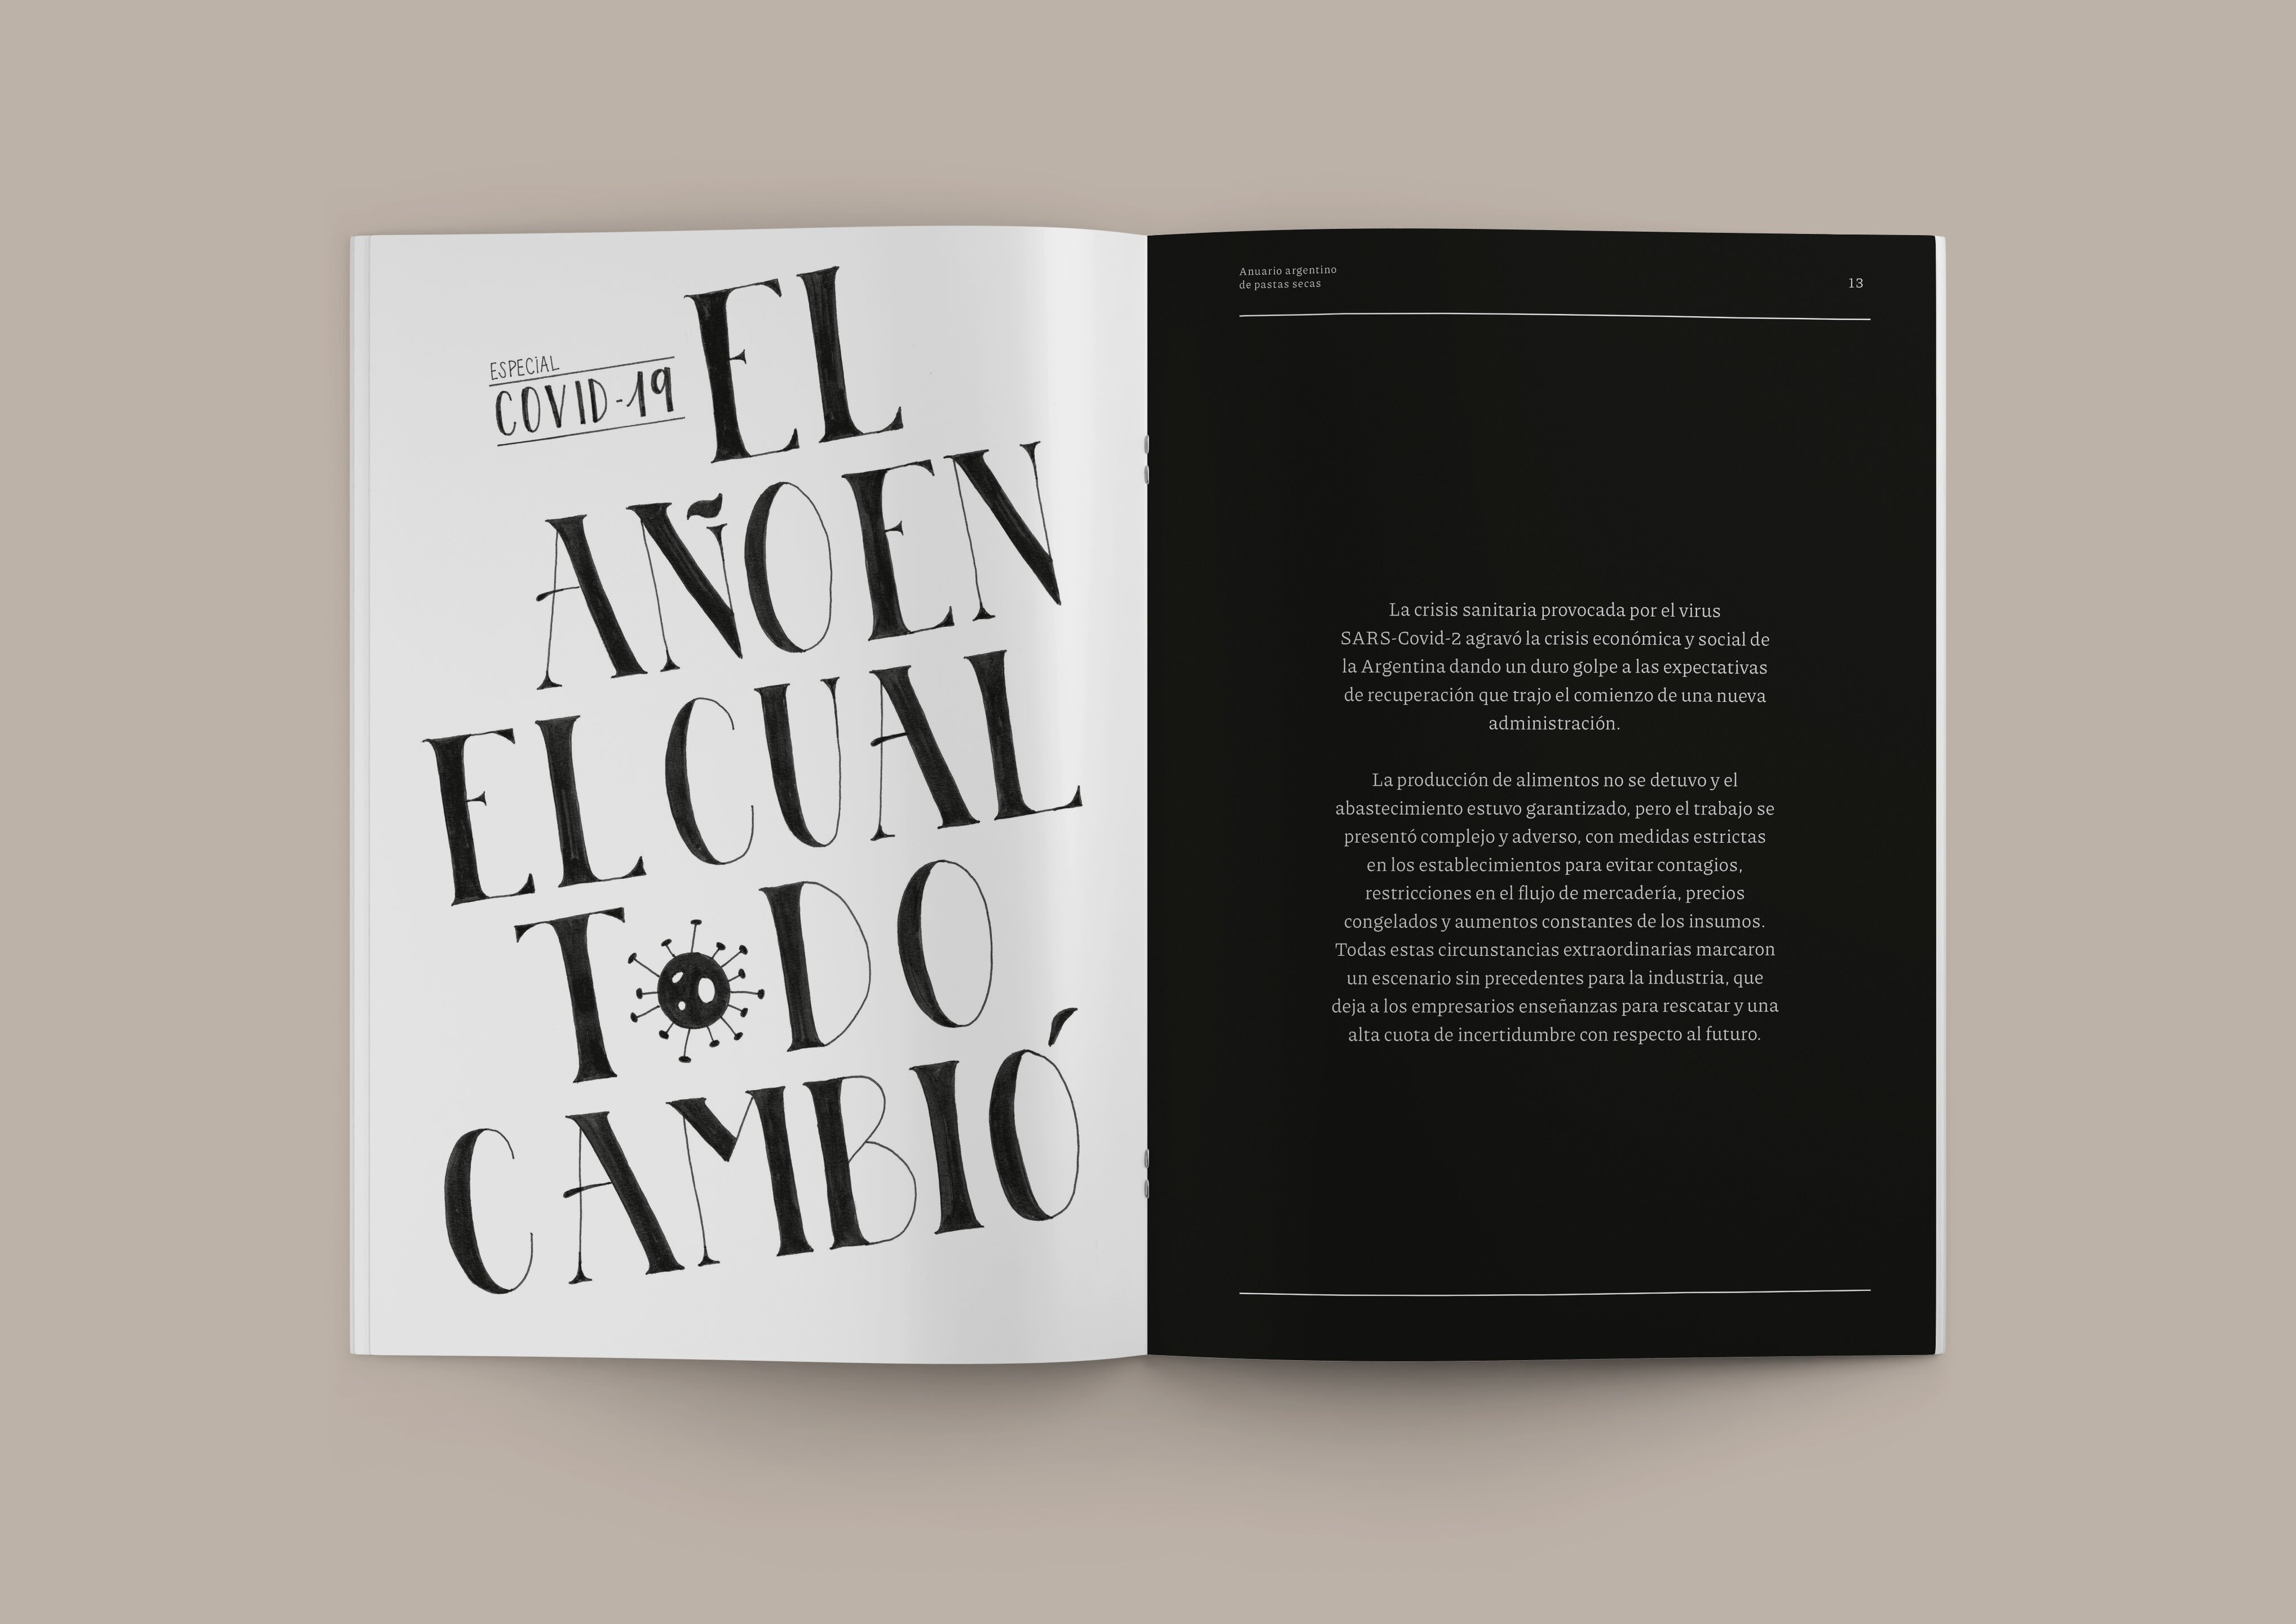 ESPECIAL
COVID-19
EL
AÑO EN
EL CUAL
TODO
CAMBIÓ
Anuario argentino
de pastas secas
13
La crisis sanitaria provocada por el virus
SARS-Covid-2 agravó la crisis económica y social de
la Argentina dando un duro golpe a las expectativas
de recuperación que trajo el comienzo de una nueva
administración.
La producción de alimentos no se detuvo y el
abastecimiento estuvo garantizado, pero el trabajo se
presentó complejo y adverso, con medidas estrictas
en los establecimientos para evitar contagios,
restricciones en el flujo de mercadería, precios
congelados y aumentos constantes de los insumos.
Todas estas circunstancias extraordinarias marcaron
un escenario sin precedentes para la industria, que
deja a los empresarios enseñanzas para rescatar y una
alta cuota de incertidumbre con respecto al futuro.